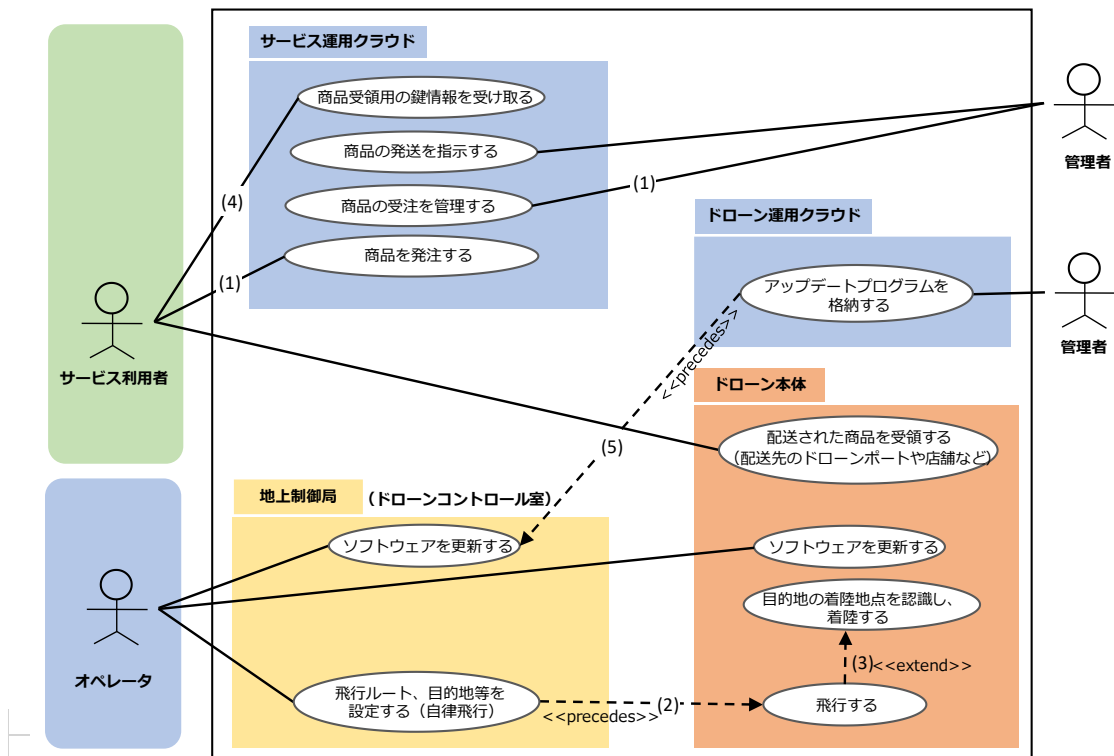 サービス運用クラウド
商品受領用の鍵情報を受け取る
商品の発送を指示する
管理者
(1)
(4)
商品の受注を管理する
ドローン運用クラウド
商品を発注する
(1)
アップデートプログラムを
格納する
<<precedes>>
管理者
サービス利用者
ドローン本体
(5)
配送された商品を受領する
(配送先のドローンポートや店舗など)
地上制御局
(ドローンコントロール室)
ソフトウェアを更新する
ソフトウェアを更新する
目的地の着陸地点を認識し、
着陸する
(3)
<<extend>>
オペレータ
飛行ルート、目的地等を
設定する（自律飛行）
<<precedes>>
(2)
飛行する